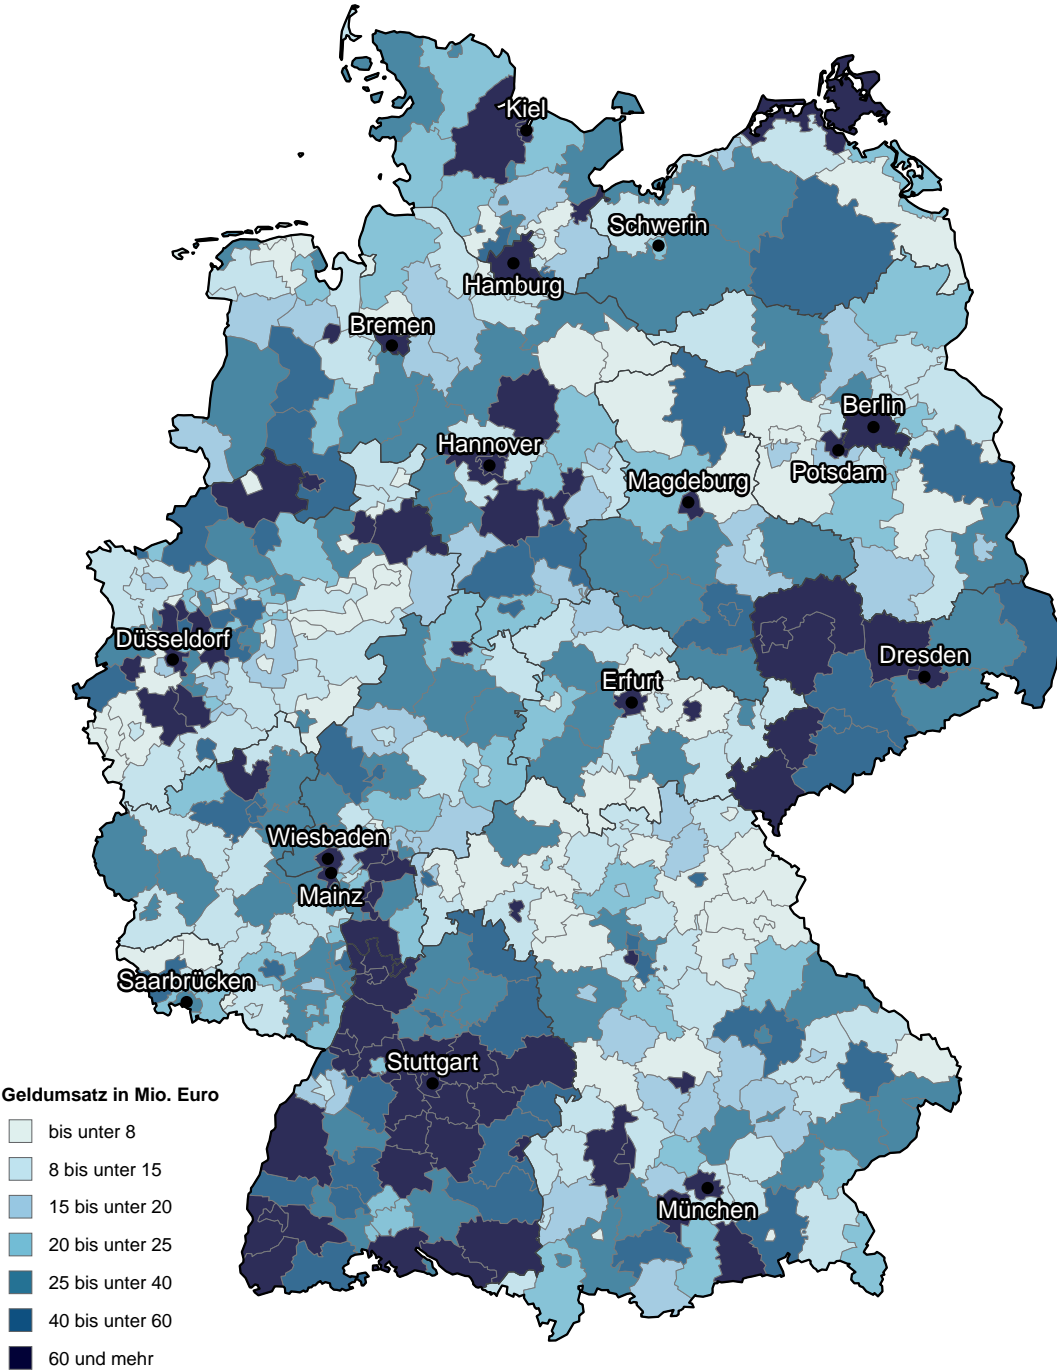 Kiel
Schwerin
Hamburg
Bremen
Berlin
Hannover
Potsdam
Magdeburg
Düsseldorf
Dresden
Erfurt
Wiesbaden
Mainz
Saarbrücken
Stuttgart
München
Geldumsatz in Mio. Euro
bis unter 8
8 bis unter 15
15 bis unter 20
20 bis unter 25
25 bis unter 40
40 bis unter 60
60 und mehr